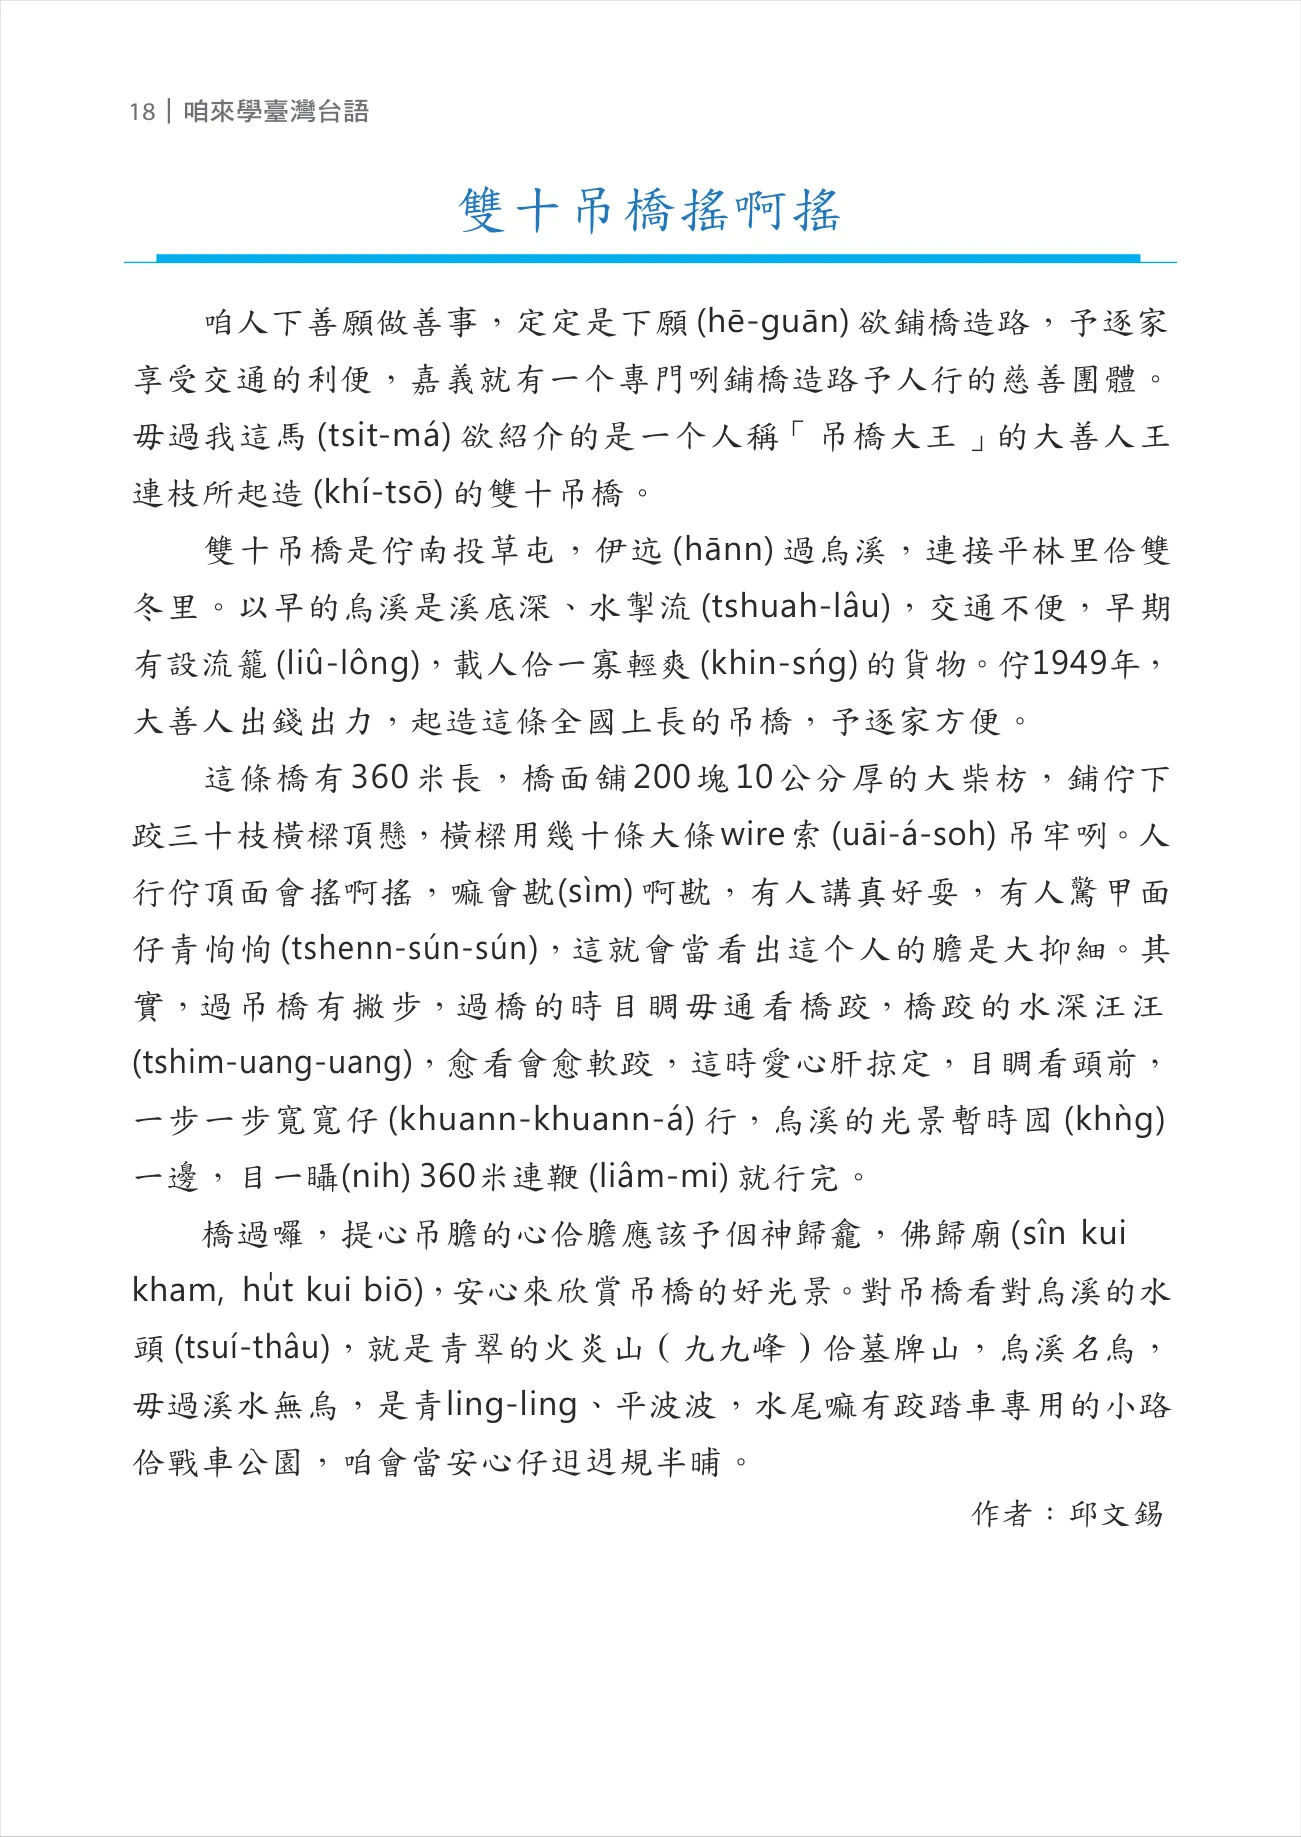 18｜咱來學臺灣台語
雙十吊橋搖啊搖
咱人下善願做善事，定定是下願 (hē-guān) 欲鋪橋造路，予逐家
享受交通的利便，嘉義就有一个專門咧鋪橋造路予人行的慈善團體。
毋過我這馬 (tsit-má) 欲紹介的是一个人稱「吊橋大王」的大善人王
連枝所起造 (khí-tsō) 的雙十吊橋。
雙十吊橋是佇南投草屯，伊迒 (hānn) 過烏溪，連接平林里佮雙
冬里。以早的烏溪是溪底深、水掣流 (tshuah-lâu)，交通不便，早期
有設流籠 (liû-lông)，載人佮一寡輕爽 (khin-sńg) 的貨物。佇1949年，
大善人出錢出力，起造這條全國上長的吊橋，予逐家方便。
這條橋有360米長，橋面舖200塊10公分厚的大柴枋，鋪佇下
跤三十枝橫樑頂懸，橫樑用幾十條大條wire索 (uāi-á-soh) 吊牢咧。人
行佇頂面會搖啊搖，嘛會㽎(sìm) 啊㽎，有人講真好耍，有人驚甲面
仔青恂恂 (tshenn-sún-sún)，這就會當看出這个人的膽是大抑細。其
實，過吊橋有撇步，過橋的時目睭毋通看橋跤，橋跤的水深汪汪
(tshim-uang-uang)，愈看會愈軟跤，這時愛心肝掠定，目睭看頭前，
一步一步寬寬仔 (khuann-khuann-á) 行，烏溪的光景暫時囥 (khǹg)
一邊，目一𥍉(nih) 360米連鞭 (liâm-mi) 就行完。
橋過囉，提心吊膽的心佮膽應該予個神歸龕，佛歸廟 (sîn kui
kham, hu̍t kui biō)，安心來欣賞吊橋的好光景。對吊橋看對烏溪的水
頭 (tsuí-thâu)，就是青翠的火炎山（九九峰）佮墓牌山，烏溪名烏，
毋過溪水無烏，是青ling-ling、平波波，水尾嘛有跤踏車專用的小路
佮戰車公園，咱會當安心仔𨑨迌規半晡。
作者：邱文錫